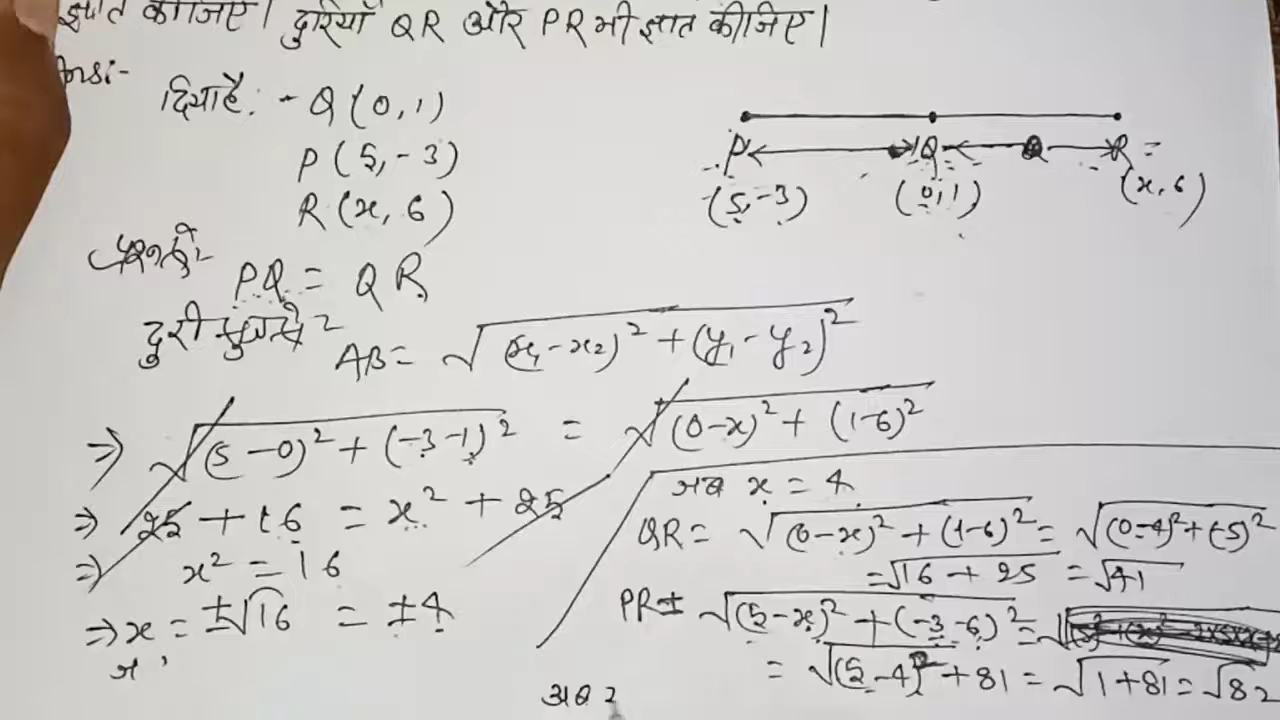 ज्ञात कीजिए। दुरियाँ QR और PR भी ज्ञात कीजिए।
Ans:-
दिया है: - Q (0, 1)
P (5, -3)
R (x, 6)
P Q R
(5, -3) (0, 1) (x, 6)
प्रश्न से
PQ = QR
दुरी सुत्र से
AB = √(x₁ - x₂)² + (y₁ - y₂)²
⇒ √(5 - 0)² + (-3 - 1)² = √(0 - x)² + (1 - 6)²
⇒ 25 + 16 = x² + 25
⇒ x² = 16
⇒ x = ±√16 = ±4
जब x = 4
QR = √(0 - x)² + (1 - 6)² = √(0 - 4)² + (-5)²
= √16 + 25 = √41
PR = √(5 - x)² + (-3 - 6)² =
= √(5 - 4)² + 81 = √1 + 81 = √82
अब